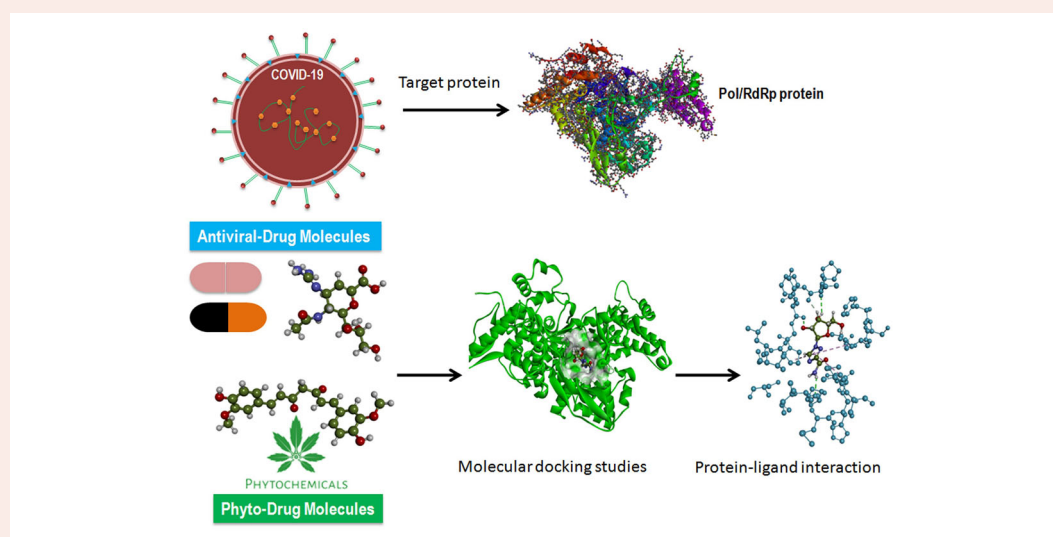 COVID-19
Target protein
Pol/RdRp protein
Antiviral-Drug Molecules
Molecular docking studies
Protein-ligand interaction
PHYTOCHEMICALS
Phyto-Drug Molecules